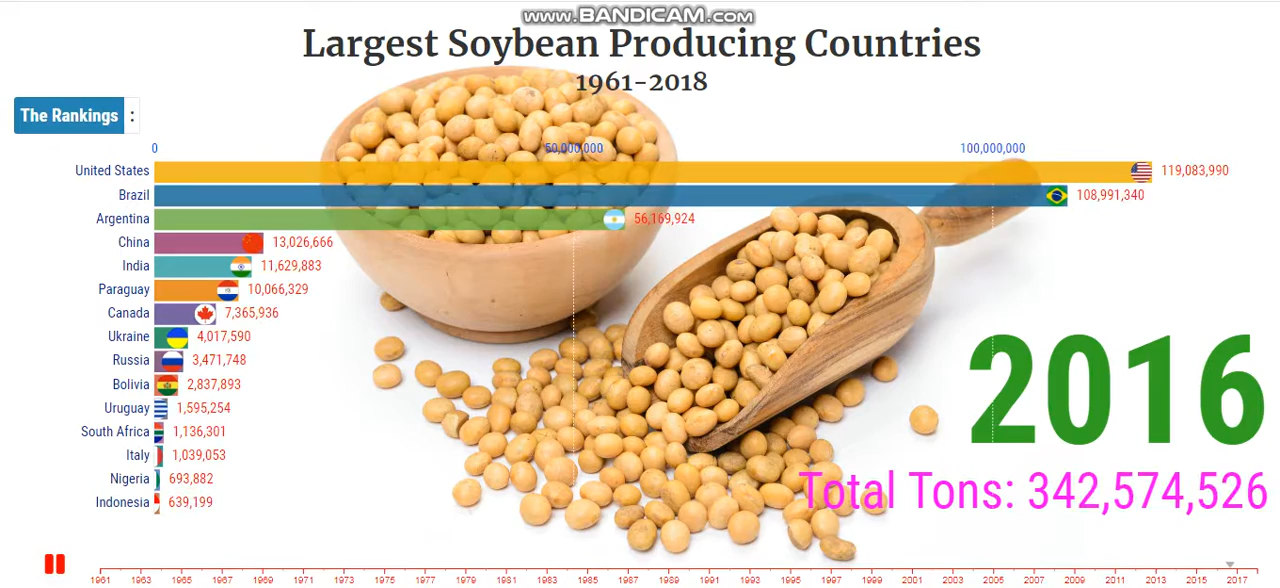 www.BANDICAM.com
Largest Soybean Producing Countries
1961-2018
The Rankings :
0 50,000,000 100,000,000
United States 119,083,990
Brazil 108,991,340
Argentina 56,169,924
China 13,026,666
India 11,629,883
Paraguay 10,066,329
Canada 7,365,936
Ukraine 4,017,590
Russia 3,471,748
Bolivia 2,837,893
Uruguay 1,595,254
South Africa 1,136,301
Italy 1,039,053
Nigeria 693,882
Indonesia 639,199
2016
Total Tons: 342,574,526
1961 1963 1965 1967 1969 1971 1973 1975 1977 1979 1981 1983 1985 1987 1989 1991 1993 1995 1997 1999 2001 2003 2005 2007 2009 2011 2013 2015 2017